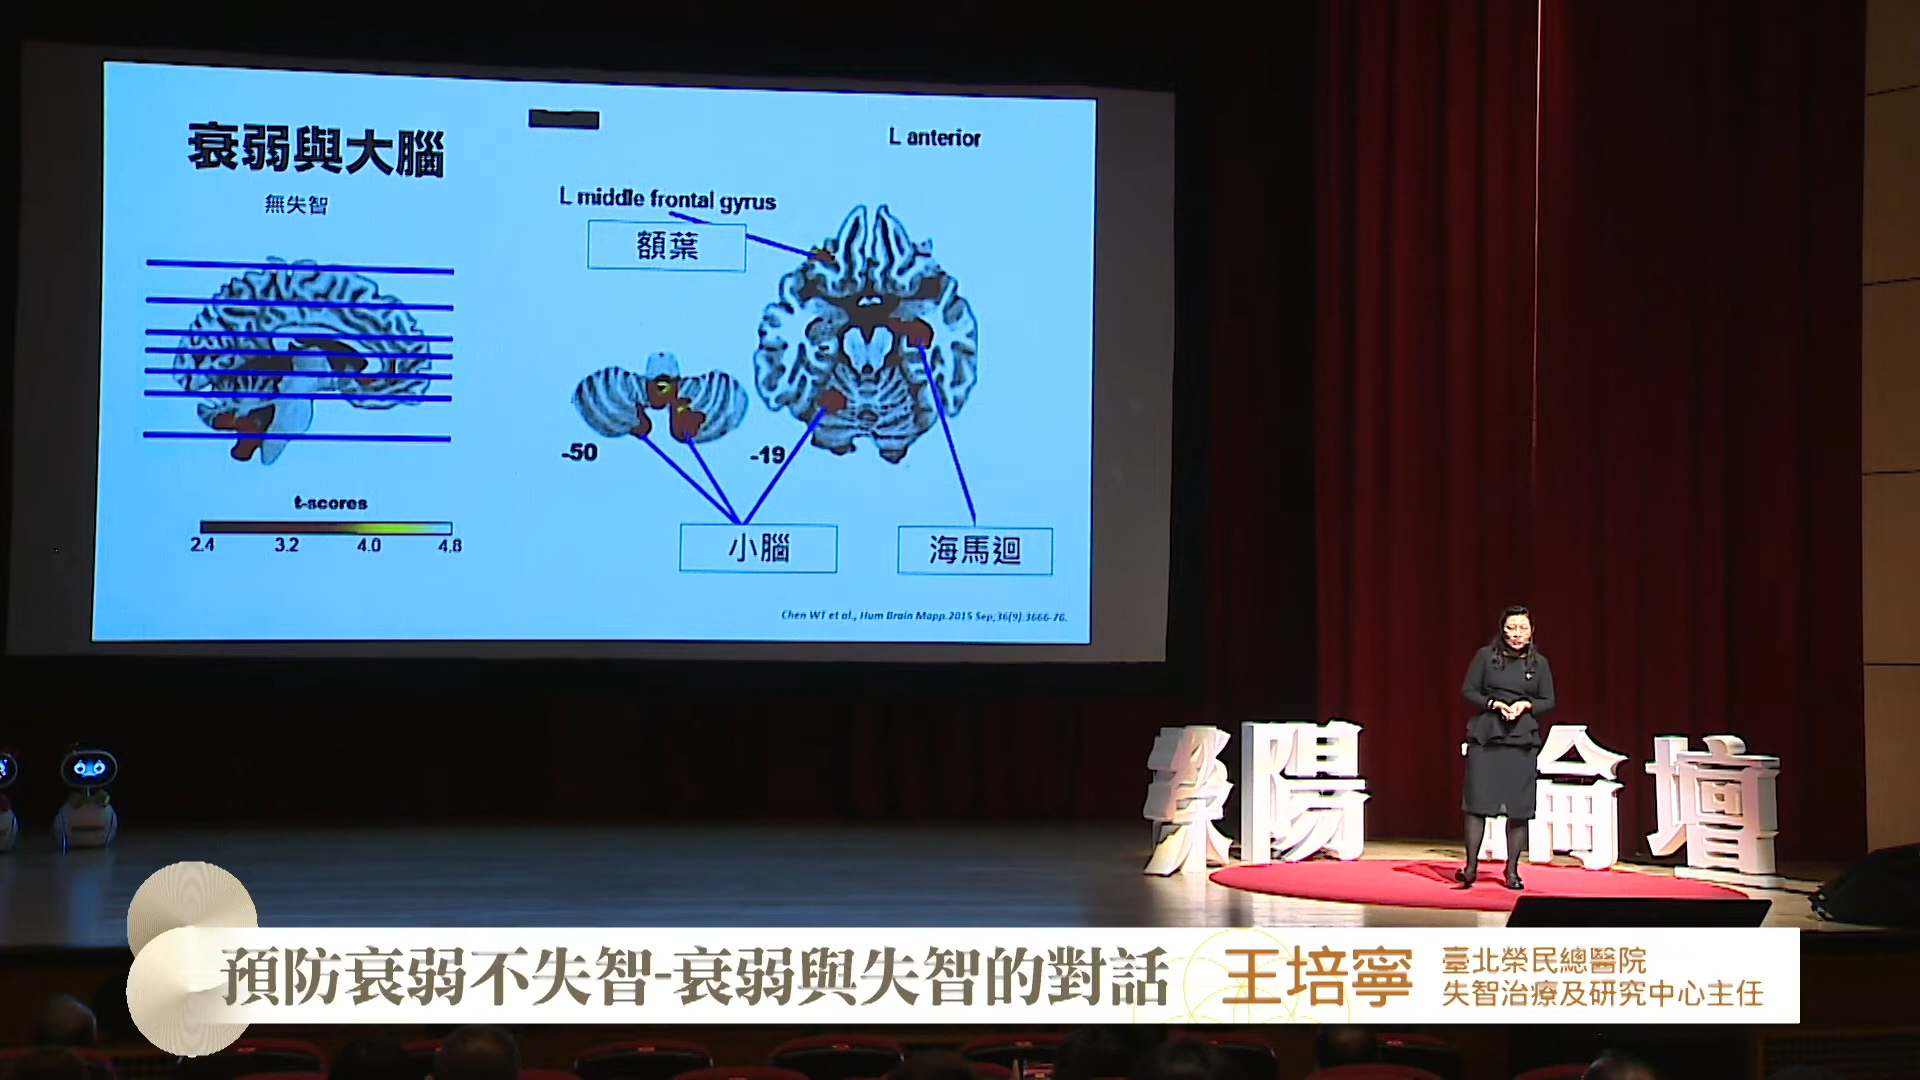 衰弱與大腦
無失智
L anterior
L middle frontal gyrus
額葉
-50
-19
t-scores
2.4 3.2 4.0 4.8
小腦
海馬迴
Chen WT et al., Hum Brain Mapp.2015 Sep;36(9):3666-76.
榮陽論壇
預防衰弱不失智-衰弱與失智的對話
王培寧
臺北榮民總醫院
失智治療及研究中心主任